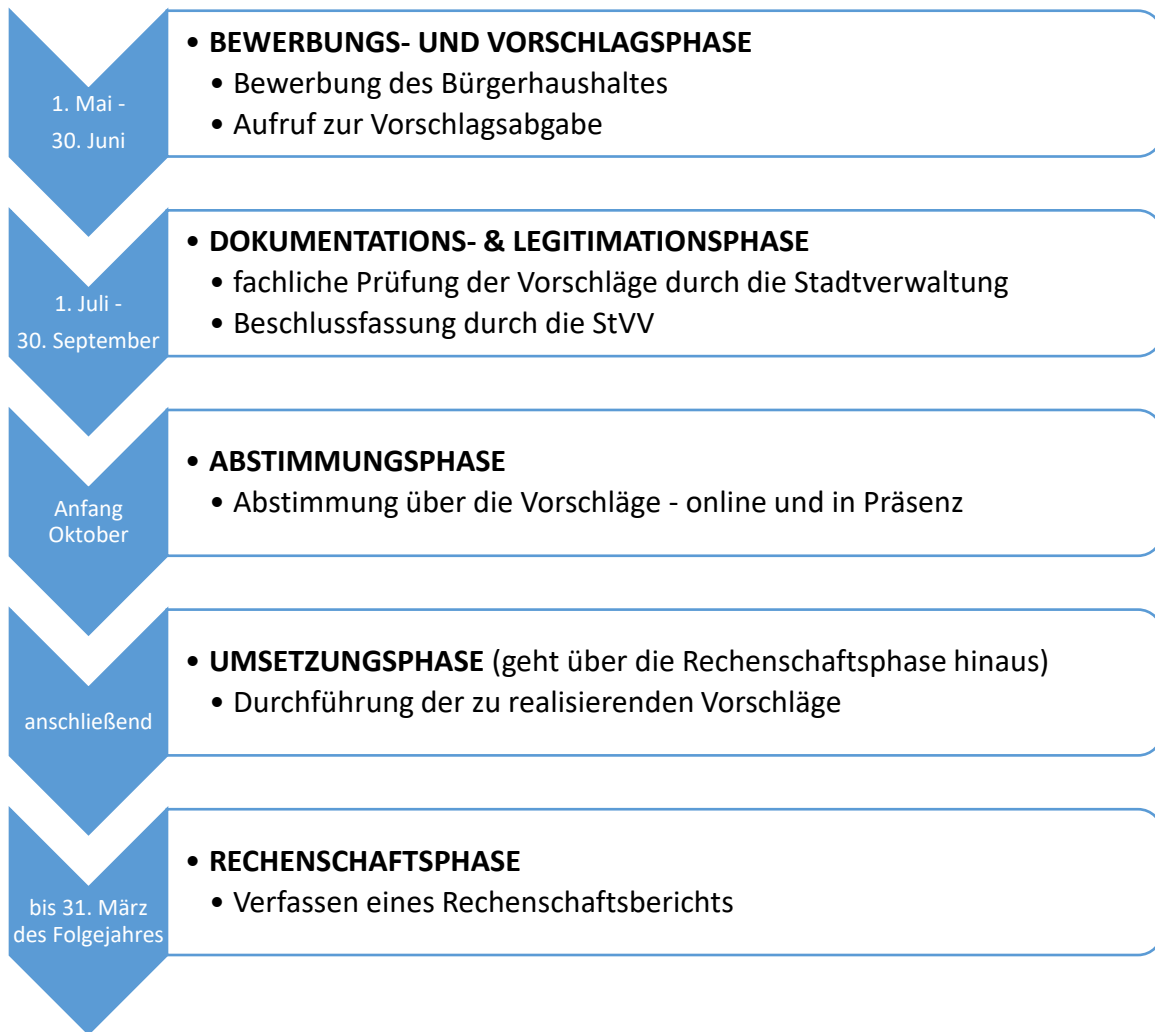 1. Mai -
30. Juni
• BEWERBUNGS- UND VORSCHLAGSPHASE
• Bewerbung des Bürgerhaushaltes
• Aufruf zur Vorschlagsabgabe
1. Juli -
30. September
• DOKUMENTATIONS- & LEGITIMATIONSPHASE
• fachliche Prüfung der Vorschläge durch die Stadtverwaltung
• Beschlussfassung durch die StVV
Anfang
Oktober
• ABSTIMMUNGSPHASE
• Abstimmung über die Vorschläge - online und in Präsenz
anschließend
• UMSETZUNGSPHASE (geht über die Rechenschaftsphase hinaus)
• Durchführung der zu realisierenden Vorschläge
bis 31. März
des Folgejahres
• RECHENSCHAFTSPHASE
• Verfassen eines Rechenschaftsberichts